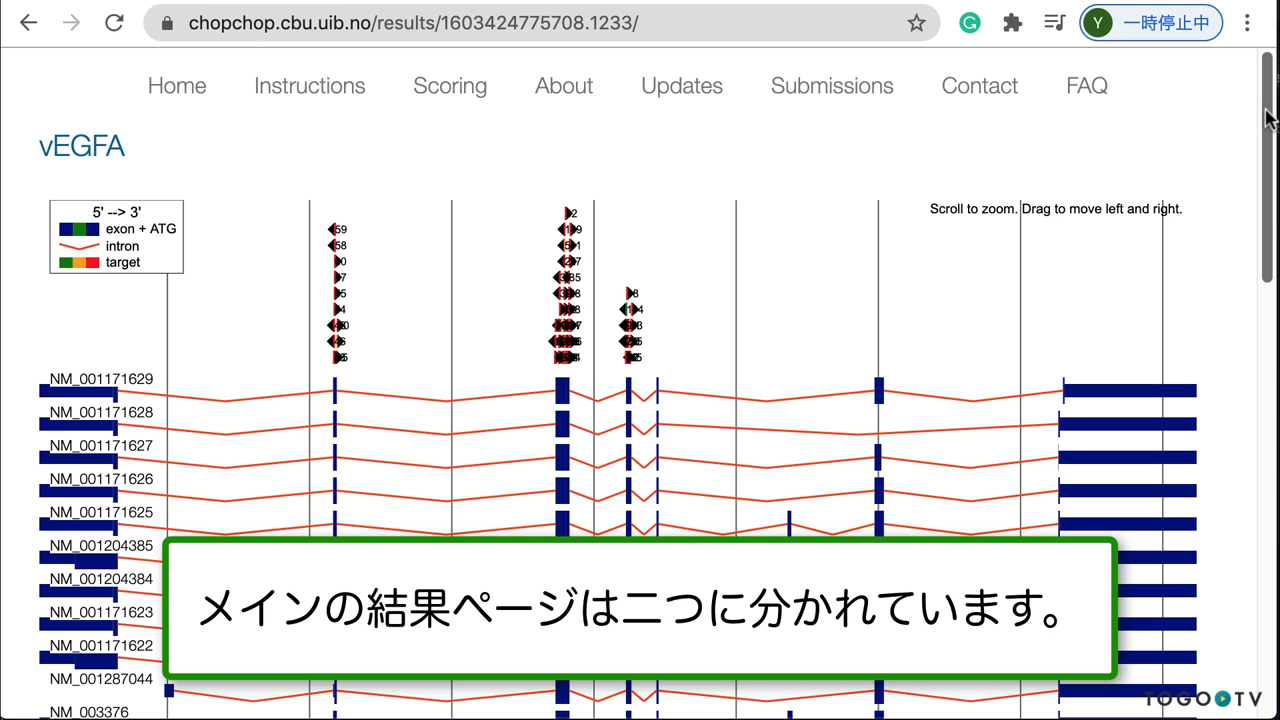 chopchop.cbu.uib.no/results/1603424775708.1233/
Y 一時停止中
Home Instructions Scoring About Updates Submissions Contact FAQ
vEGFA
5' --> 3'
exon + ATG
intron
target
Scroll to zoom. Drag to move left and right.
59
58
NM_001171629
NM_001171628
NM_001171627
NM_001171626
NM_001171625
NM_001204385
NM_001204384
NM_001171623
NM_001171622
NM_001287044
NM_003376
メインの結果ページは二つに分かれています。
TOGO TV